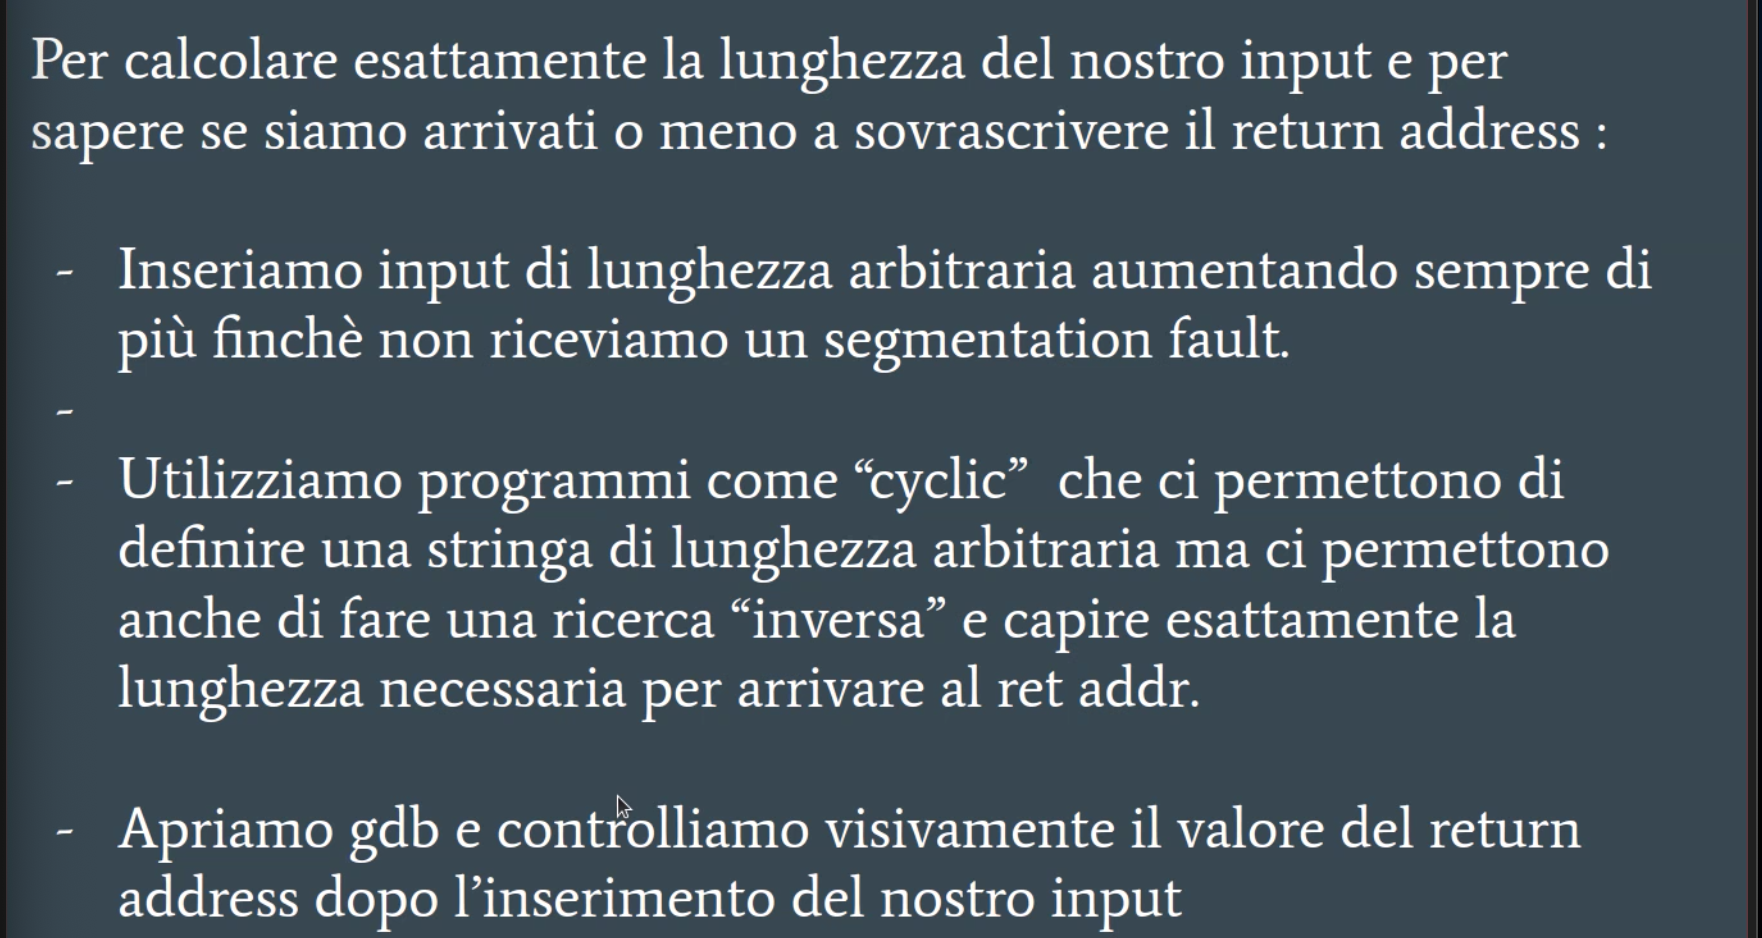 Per calcolare esattamente la lunghezza del nostro input e per
sapere se siamo arrivati o meno a sovrascrivere il return address :
- Inseriamo input di lunghezza arbitraria aumentando sempre di
più finchè non riceviamo un segmentation fault.
-
- Utilizziamo programmi come “cyclic”  che ci permettono di
definire una stringa di lunghezza arbitraria ma ci permettono
anche di fare una ricerca “inversa” e capire esattamente la
lunghezza necessaria per arrivare al ret addr.
- Apriamo gdb e controlliamo visivamente il valore del return
address dopo l’inserimento del nostro input